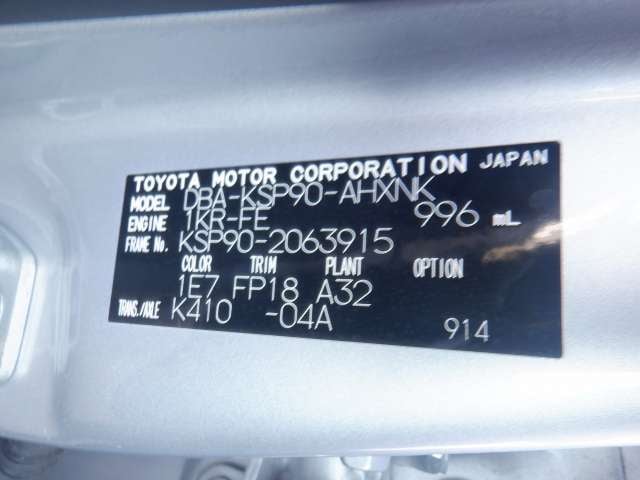 TOYOTA MOTOR CORPORATION JAPAN
MODEL DBA-KSP90-AHXNK
ENGINE 1KR-FE 996 mL
FRAME No. KSP90-2063915
COLOR TRIM PLANT OPTION
1E7 FP18 A32
TRANS./AXLE K410 -04A 914